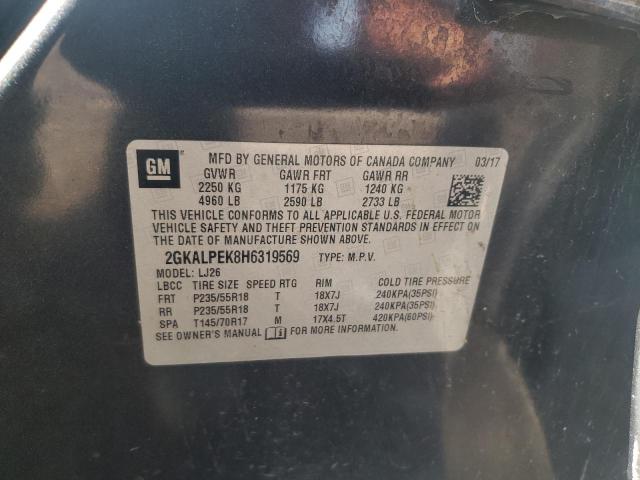 GM
MFD BY GENERAL MOTORS OF CANADA COMPANY 03/17
GVWR GAWR FRT GAWR RR
2250 KG 1175 KG 1240 KG
4960 LB 2590 LB 2733 LB
THIS VEHICLE CONFORMS TO ALL APPLICABLE U.S. FEDERAL MOTOR
VEHICLE SAFETY AND THEFT PREVENTION STANDARDS IN EFFECT ON
THE DATE OF MANUFACTURE SHOWN ABOVE.
2GKALPEK8H6319569 TYPE: M.P.V.
MODEL: LJ26
LBCC TIRE SIZE SPEED RTG RIM COLD TIRE PRESSURE
FRT P235/55R18 T 18X7J 240KPA(35PSI)
RR P235/55R18 T 18X7J 240KPA(35PSI)
SPA T145/70R17 M 17X4.5T 420KPA(60PSI)
SEE OWNER'S MANUAL FOR MORE INFORMATION.